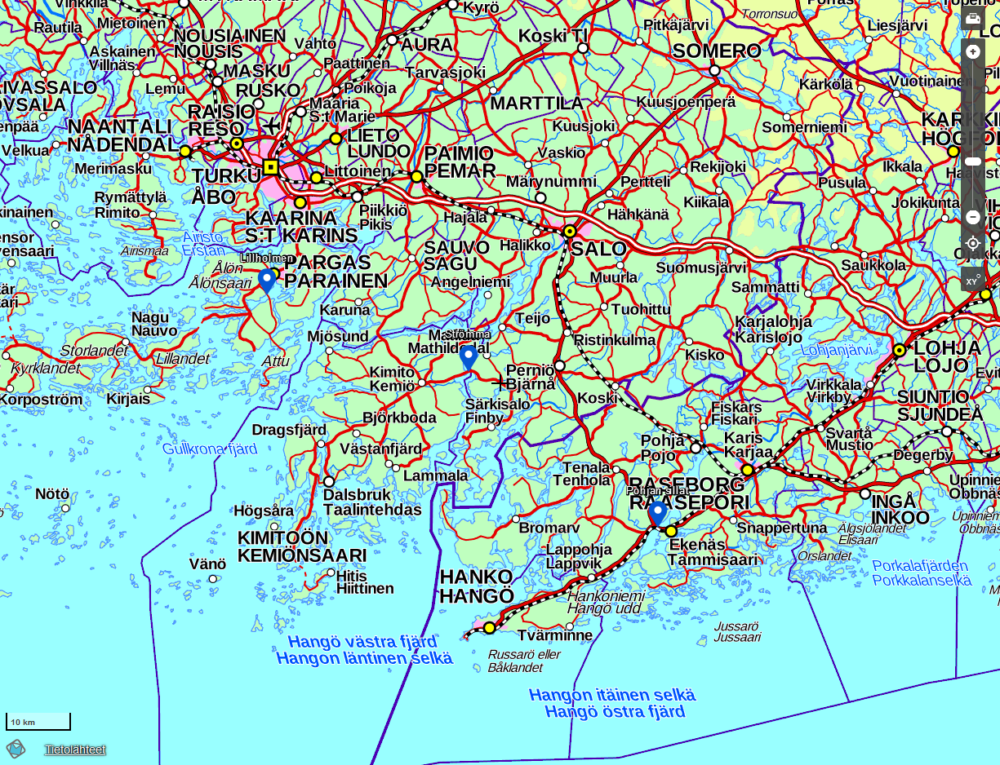 Vinkkilä
Kyrö
Rautila
Mietoinen
NOUSIAINEN
NOUSIS
Vahto
AURA
Koski Tl
Pitkäjärvi
Torronsuo
Liesjärvi
SOMERO
Askainen
Villnäs
MASKU
Paattinen
Tarvasjoki
Lemu
RUSKO
Poikoja
Kärkölä
Vuotinainen
Maaria
S:t Marie
MARTTILA
Kuusjoenperä
RAISIO
RESO
NAANTALI
NÅDENDAL
LIETO
LUNDO
Kuusjoki
Somerniemi
Velkua
Merimasku
PAIMIO
PEMAR
Vaskio
Rekijoki
Ikkala
TURKU
ÅBO
Littoinen
Märynummi
Pertteli
Pusula
Rymättylä
Rimito
Kiikala
Jokikunta
Piikkiö
Pikis
Hajala
Hähkänä
KAARINA
S:T KARINS
Airisto
Erstan
Airismaa
Halikko
SALO
SAUVO
SAGU
Lillholmen
PARGAS
PARAINEN
Ålön
Ålönsaari
Suomusjärvi
Saukkola
Angelniemi
Muurla
Sammatti
Karuna
Teijo
Tuohittu
Nagu
Nauvo
Karjalohja
Karislojo
Mjösund
Strömma
Mathildedal
Ristinkulma
Lohjanjärvi
LOHJA
LOJO
Storlandet
Lillandet
Attu
Kisko
Kyrklandet
Kimito
Kemiö
Perniö
Bjärnå
Virkkala
Virkby
Korpoström
Kirjais
Koski
Särkisalo
Finby
Fiskars
Fiskari
SIUNTIO
SJUNDEÅ
Björkboda
Dragsfjärd
Svartå
Mustio
Gullkrona fjärd
Västanfjärd
Pohja
Pojo
Karis
Karjaa
Degerby
Lammala
Tenala
Tenhola
Nötö
Dalsbruk
Taalintehdas
RASEBORG
RAASEPORI
Pohjan sillat
INGÅ
INKOO
Högsåra
Bromarv
Snappertuna
Älgsjölandet
Elisaari
KIMITOÖN
KEMIÖNSAARI
Ekenäs
Tammisaari
Lappohja
Lappvik
Orslandet
Vänö
Hitis
Hiittinen
HANKO
HANGÖ
Porkalafjärden
Porkkalanselkä
Hankoniemi
Hangö udd
Tvärminne
Jussarö
Jussaari
Hangö västra fjärd
Hangon läntinen selkä
Russarö eller
Båklandet
Hangon itäinen selkä
Hangö östra fjärd
10 km
Tietolähteet
XY°